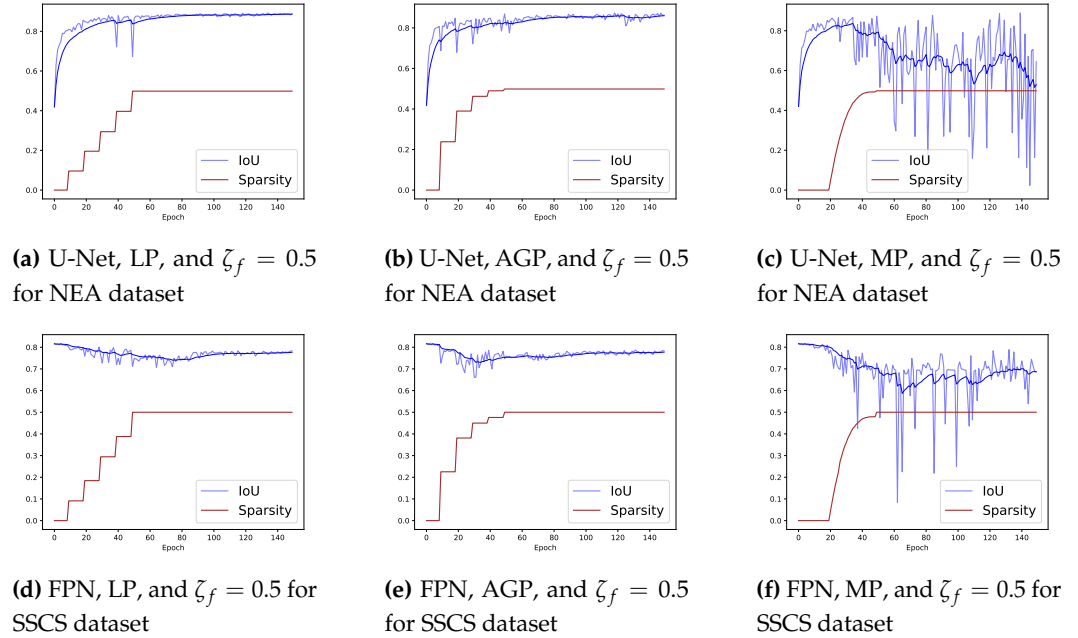 0.8
0.6
0.4
0.2
0.0
IoU
Sparsity
0 20 40 60 80 100 120 140
Epoch
0.8
0.6
0.4
0.2
0.0
IoU
Sparsity
0 20 40 60 80 100 120 140
Epoch
0.8
0.6
0.4
0.2
0.0
IoU
Sparsity
0 20 40 60 80 100 120 140
Epoch
(a) U-Net, LP, and ζf = 0.5
for NEA dataset
(b) U-Net, AGP, and ζf = 0.5
for NEA dataset
(c) U-Net, MP, and ζf = 0.5
for NEA dataset
0.8
0.7
0.6
0.5
0.4
0.3
0.2
0.1
0.0
IoU
Sparsity
0 20 40 60 80 100 120 140
Epoch
0.8
0.7
0.6
0.5
0.4
0.3
0.2
0.1
0.0
IoU
Sparsity
0 20 40 60 80 100 120 140
Epoch
0.8
0.7
0.6
0.5
0.4
0.3
0.2
0.1
0.0
IoU
Sparsity
0 20 40 60 80 100 120 140
Epoch
(d) FPN, LP, and ζf = 0.5 for
SSCS dataset
(e) FPN, AGP, and ζf = 0.5
for SSCS dataset
(f) FPN, MP, and ζf = 0.5 for
SSCS dataset